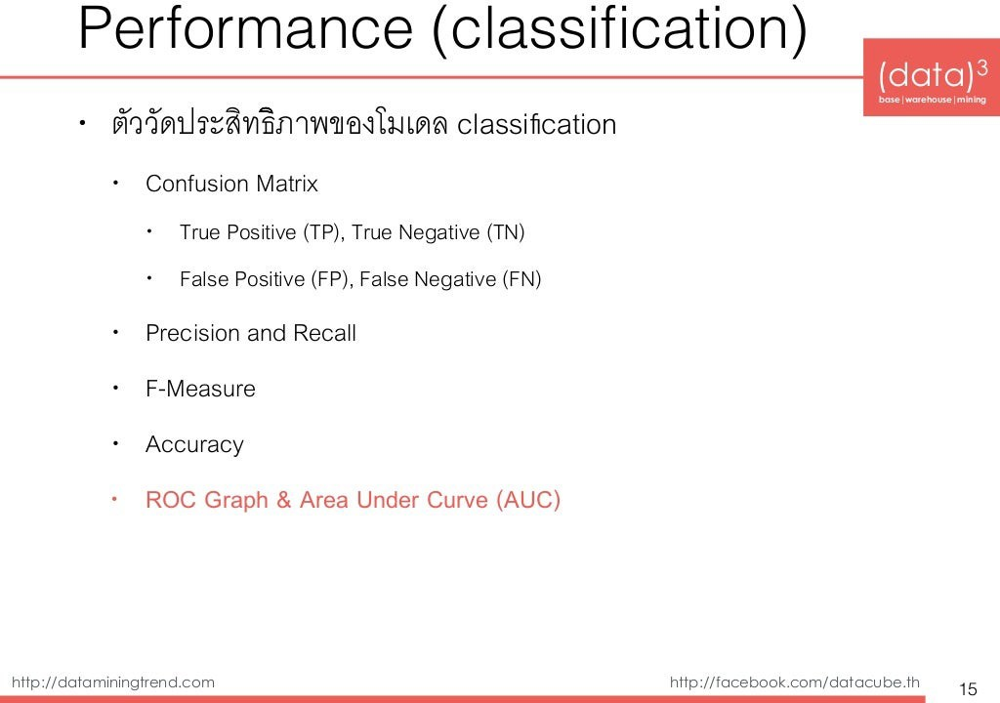 Performance (classification)
(data)3
base|warehouse|mining
• ตัววัดประสิทธิภาพของโมเดล classification
• Confusion Matrix
• True Positive (TP), True Negative (TN)
• False Positive (FP), False Negative (FN)
• Precision and Recall
• F-Measure
• Accuracy
• ROC Graph & Area Under Curve (AUC)
http://dataminingtrend.com
http://facebook.com/datacube.th
15